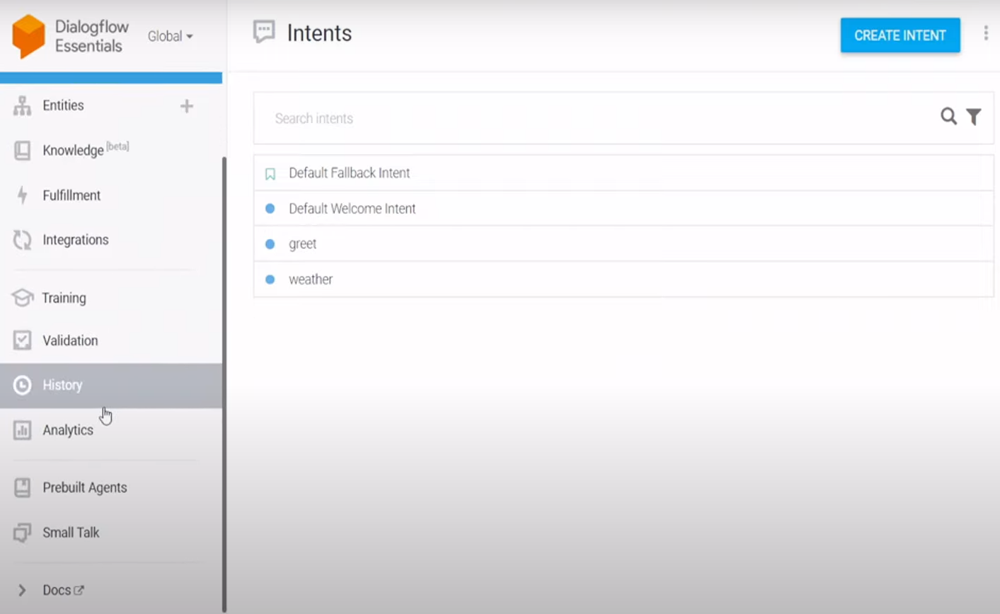 Dialogflow
Essentials
Global
Entities
Knowledge [beta]
Fulfillment
Integrations
Training
Validation
History
Analytics
Prebuilt Agents
Small Talk
Docs
Intents
CREATE INTENT
Search intents
Default Fallback Intent
Default Welcome Intent
greet
weather